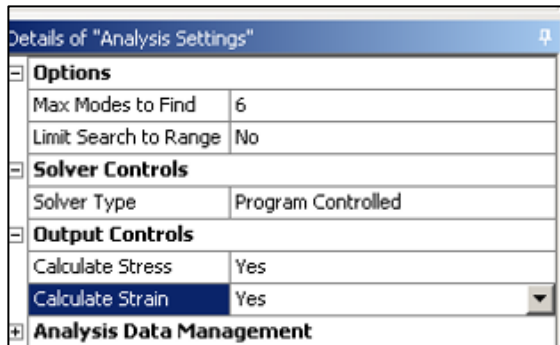 Details of "Analysis Settings"
Options
Max Modes to Find 6
Limit Search to Range No
Solver Controls
Solver Type Program Controlled
Output Controls
Calculate Stress Yes
Calculate Strain Yes
Analysis Data Management